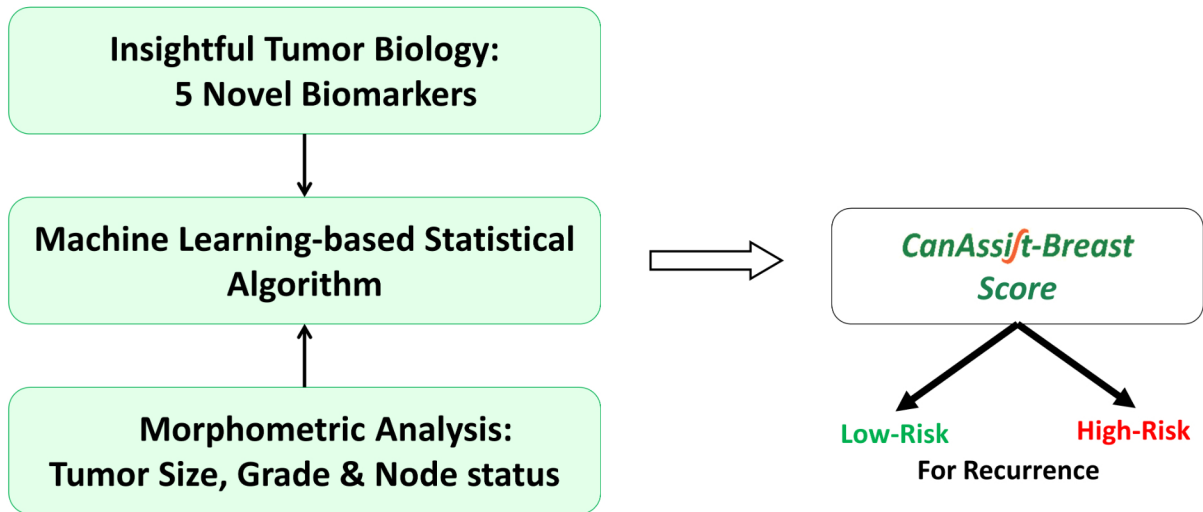 Insightful Tumor Biology:
5 Novel Biomarkers
Machine Learning-based Statistical
Algorithm
Morphometric Analysis:
Tumor Size, Grade & Node status
CanAssist-Breast
Score
Low-Risk
High-Risk
For Recurrence